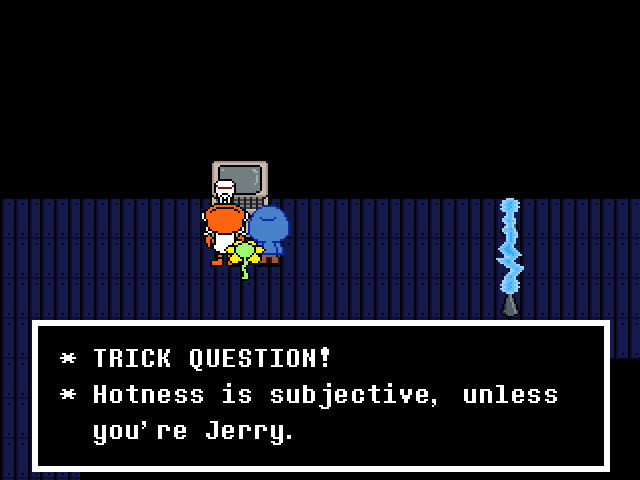 * TRICK QUESTION!
* Hotness is subjective, unless
you're Jerry.